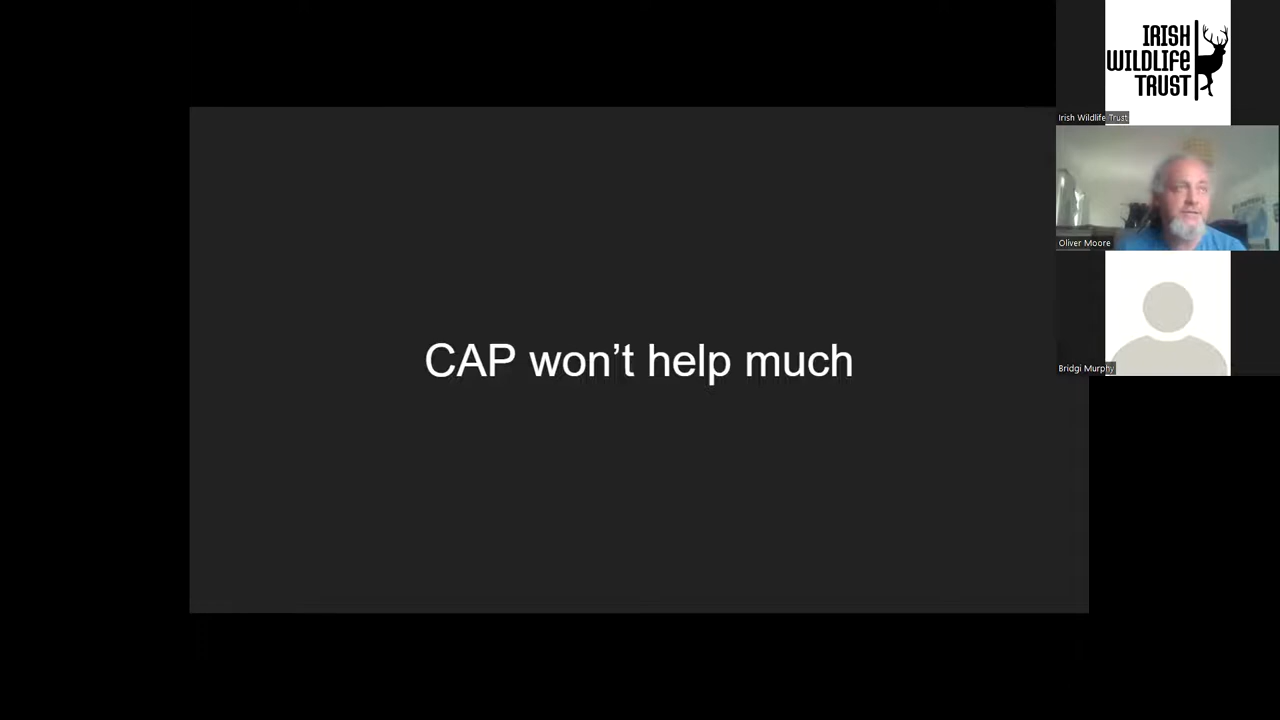 IRISH
WILDLIFE
TRUST
Irish Wildlife Trust
Oliver Moore
CAP won’t help much
Bridgi Murphy